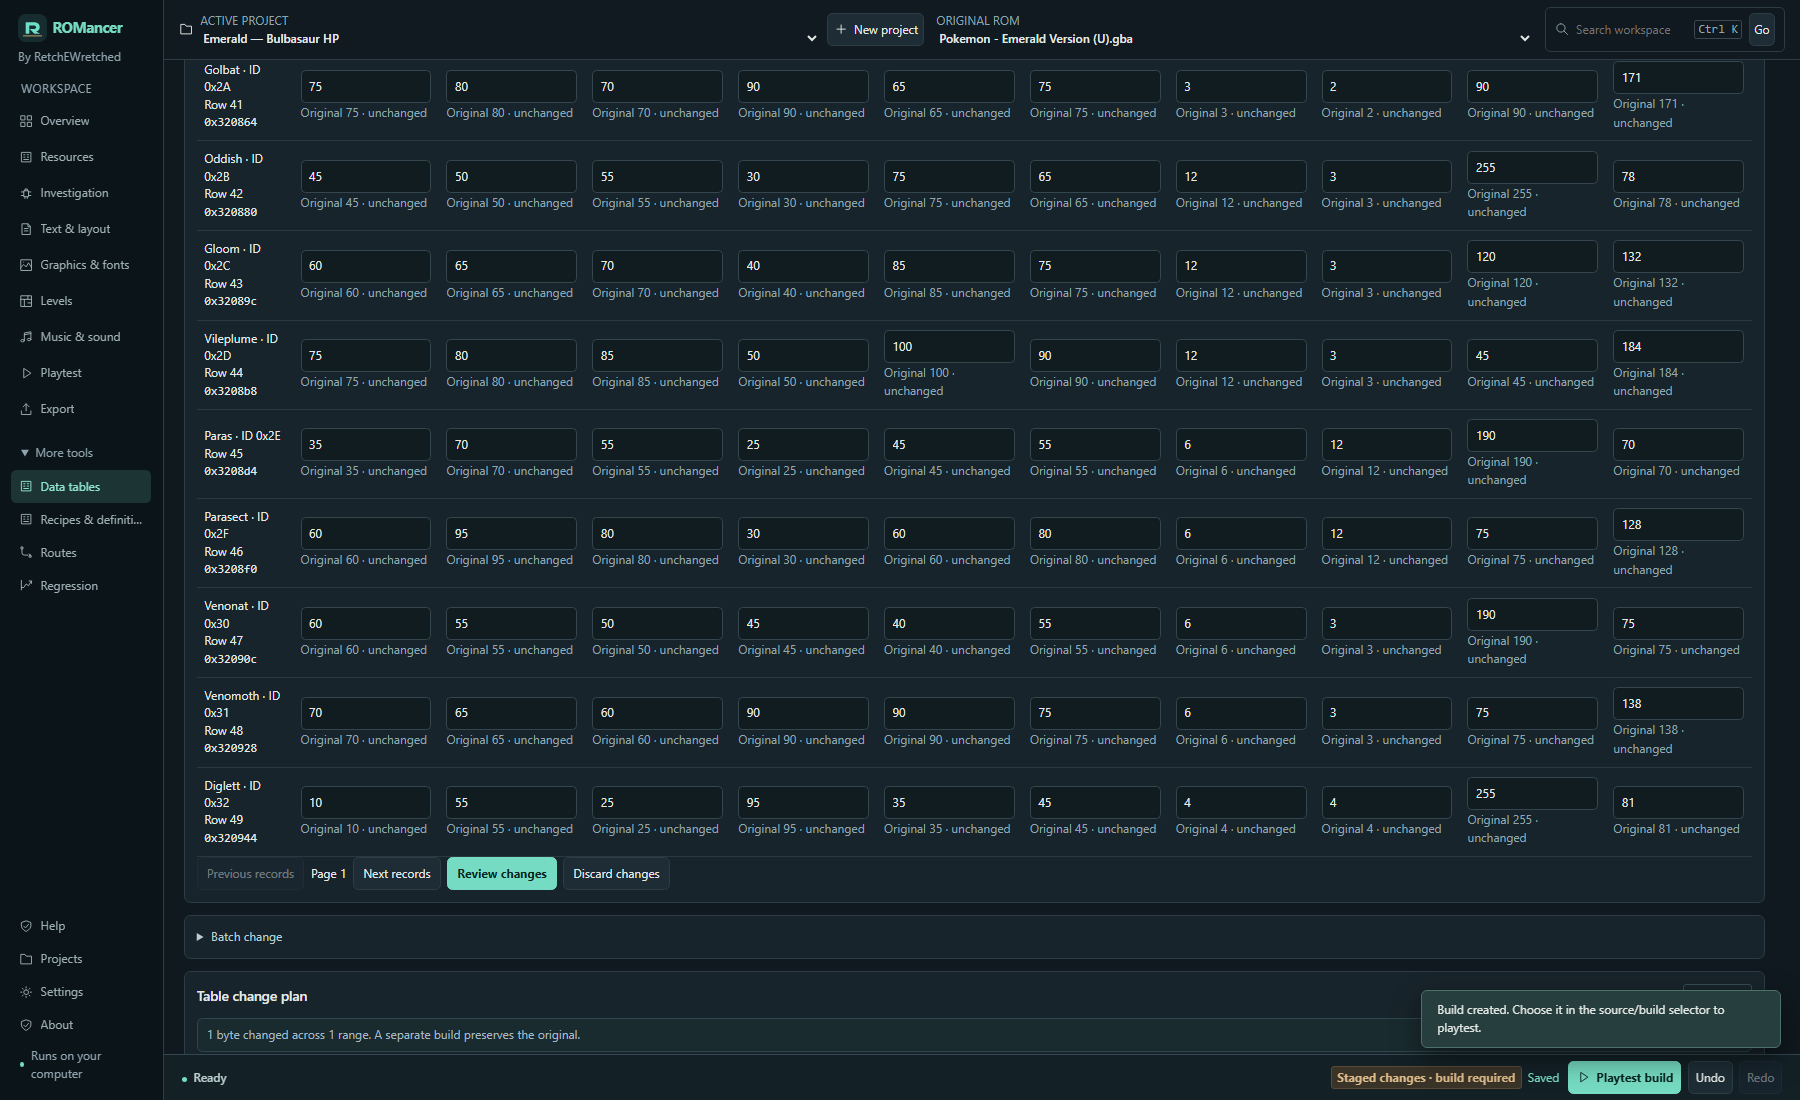 ROMancer
By RetchEWretched
WORKSPACE
Overview
Resources
Investigation
Text & layout
Graphics & fonts
Levels
Music & sound
Playtest
Export
More tools
Data tables
Recipes & definiti...
Routes
Regression
Help
Projects
Settings
About
Runs on your
computer
ACTIVE PROJECT
Emerald — Bulbasaur HP
New project
ORIGINAL ROM
Pokemon - Emerald Version (U).gba
Search workspace
Ctrl K
Go
Golbat · ID
0x2A
Row 41
0x320864
75 80 70 90 65 75 3 2 90 171
Original 75 · unchanged Original 80 · unchanged Original 70 · unchanged Original 90 · unchanged Original 65 · unchanged Original 75 · unchanged Original 3 · unchanged Original 2 · unchanged Original 90 · unchanged Original 171 ·
unchanged
Oddish · ID
0x2B
Row 42
0x320880
45 50 55 30 75 65 12 3 255 78
Original 45 · unchanged Original 50 · unchanged Original 55 · unchanged Original 30 · unchanged Original 75 · unchanged Original 65 · unchanged Original 12 · unchanged Original 3 · unchanged Original 255 · unchanged Original 78 · unchanged
Gloom · ID
0x2C
Row 43
0x32089c
60 65 70 40 85 75 12 3 120 132
Original 60 · unchanged Original 65 · unchanged Original 70 · unchanged Original 40 · unchanged Original 85 · unchanged Original 75 · unchanged Original 12 · unchanged Original 3 · unchanged Original 120 · unchanged Original 132 · unchanged
Vileplume · ID
0x2D
Row 44
0x3208b8
75 80 85 50 100 90 12 3 45 184
Original 75 · unchanged Original 80 · unchanged Original 85 · unchanged Original 50 · unchanged Original 100 · unchanged Original 90 · unchanged Original 12 · unchanged Original 3 · unchanged Original 45 · unchanged Original 184 · unchanged
Paras · ID 0x2E
Row 45
0x3208d4
35 70 55 25 45 55 6 12 190 70
Original 35 · unchanged Original 70 · unchanged Original 55 · unchanged Original 25 · unchanged Original 45 · unchanged Original 55 · unchanged Original 6 · unchanged Original 12 · unchanged Original 190 · unchanged Original 70 · unchanged
Parasect · ID
0x2F
Row 46
0x3208f0
60 95 80 30 60 80 6 12 75 128
Original 60 · unchanged Original 95 · unchanged Original 80 · unchanged Original 30 · unchanged Original 60 · unchanged Original 80 · unchanged Original 6 · unchanged Original 12 · unchanged Original 75 · unchanged Original 128 · unchanged
Venonat · ID
0x30
Row 47
0x32090c
60 55 50 45 40 55 6 3 190 75
Original 60 · unchanged Original 55 · unchanged Original 50 · unchanged Original 45 · unchanged Original 40 · unchanged Original 55 · unchanged Original 6 · unchanged Original 3 · unchanged Original 190 · unchanged Original 75 · unchanged
Venomoth · ID
0x31
Row 48
0x320928
70 65 60 90 90 75 6 3 75 138
Original 70 · unchanged Original 65 · unchanged Original 60 · unchanged Original 90 · unchanged Original 90 · unchanged Original 75 · unchanged Original 6 · unchanged Original 3 · unchanged Original 75 · unchanged Original 138 · unchanged
Diglett · ID
0x32
Row 49
0x320944
10 55 25 95 35 45 4 4 255 81
Original 10 · unchanged Original 55 · unchanged Original 25 · unchanged Original 95 · unchanged Original 35 · unchanged Original 45 · unchanged Original 4 · unchanged Original 4 · unchanged Original 255 · unchanged Original 81 · unchanged
Previous records Page 1 Next records Review changes Discard changes
Batch change
Table change plan
1 byte changed across 1 range. A separate build preserves the original.
Build created. Choose it in the source/build selector to
playtest.
Ready
Staged changes · build required Saved Playtest build Undo Redo